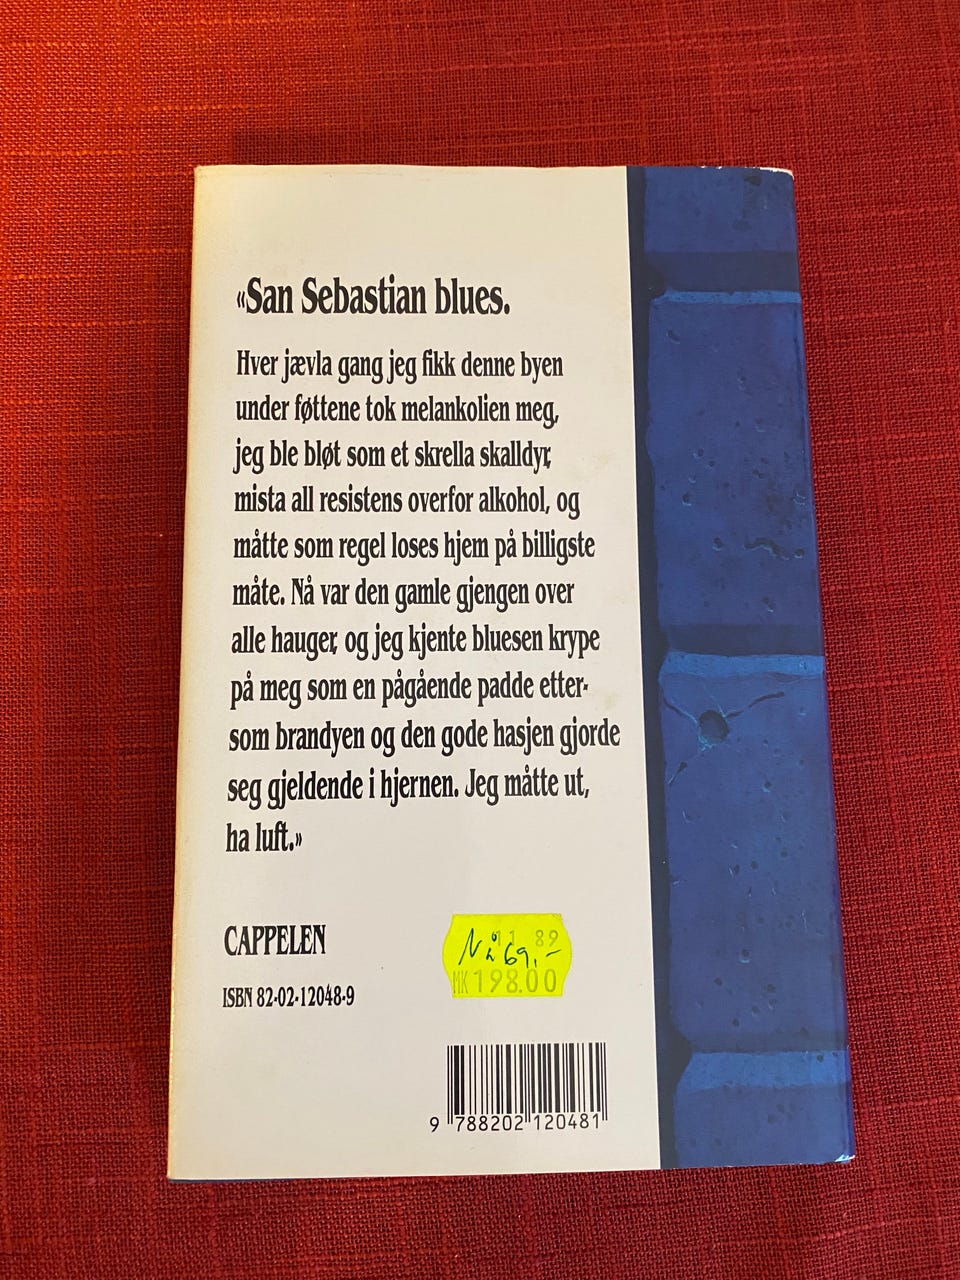 «San Sebastian blues.
Hver jævla gang jeg fikk denne byen
under føttene tok melankolien meg,
jeg ble bløt som et skrella skalldyr,
mista all resistens overfor alkohol, og
måtte som regel loses hjem på billigste
måte. Nå var den gamle gjengen over
alle hauger, og jeg kjente bluesen krype
på meg som en pågående padde etter-
som brandyen og den gode hasjen gjorde
seg gjeldende i hjernen. Jeg måtte ut,
ha luft.»
CAPPELEN
ISBN 82-02-12048-9
11 89
69,-
MK 198.00
9 788202 120481